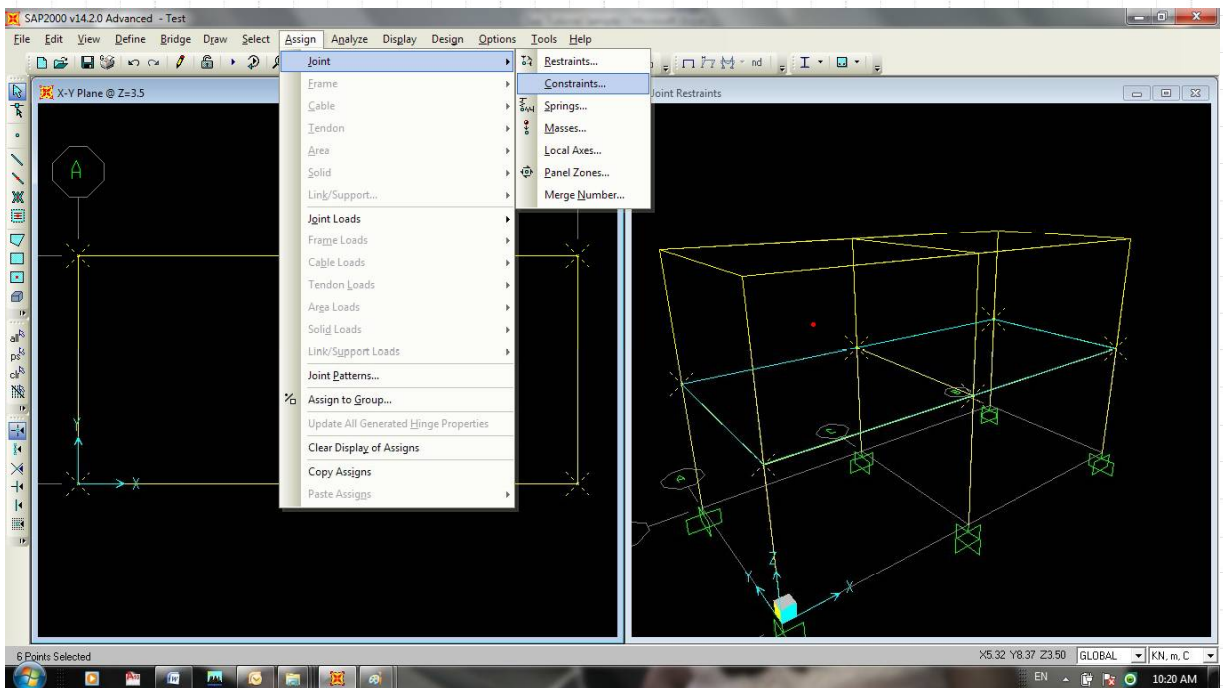 SAP2000 v14.2.0 Advanced - Test
File Edit View Define Bridge Draw Select Assign Analyze Display Design Options Tools Help
nd
X-Y Plane @ Z=3.5
Joint Restraints
Joint
Frame
Cable
Tendon
Area
Solid
Link/Support...
Joint Loads
Frame Loads
Cable Loads
Tendon Loads
Area Loads
Solid Loads
Link/Support Loads
Joint Patterns...
Assign to Group...
Update All Generated Hinge Properties
Clear Display of Assigns
Copy Assigns
Paste Assigns
Restraints...
Constraints...
Springs...
Masses...
Local Axes...
Panel Zones...
Merge Number...
all
ps
clr
A
Y
X
A
C
B
Z
Y
X
6 Points Selected
X5.32 Y8.37 Z3.50 GLOBAL KN, m, C
EN 10:20 AM